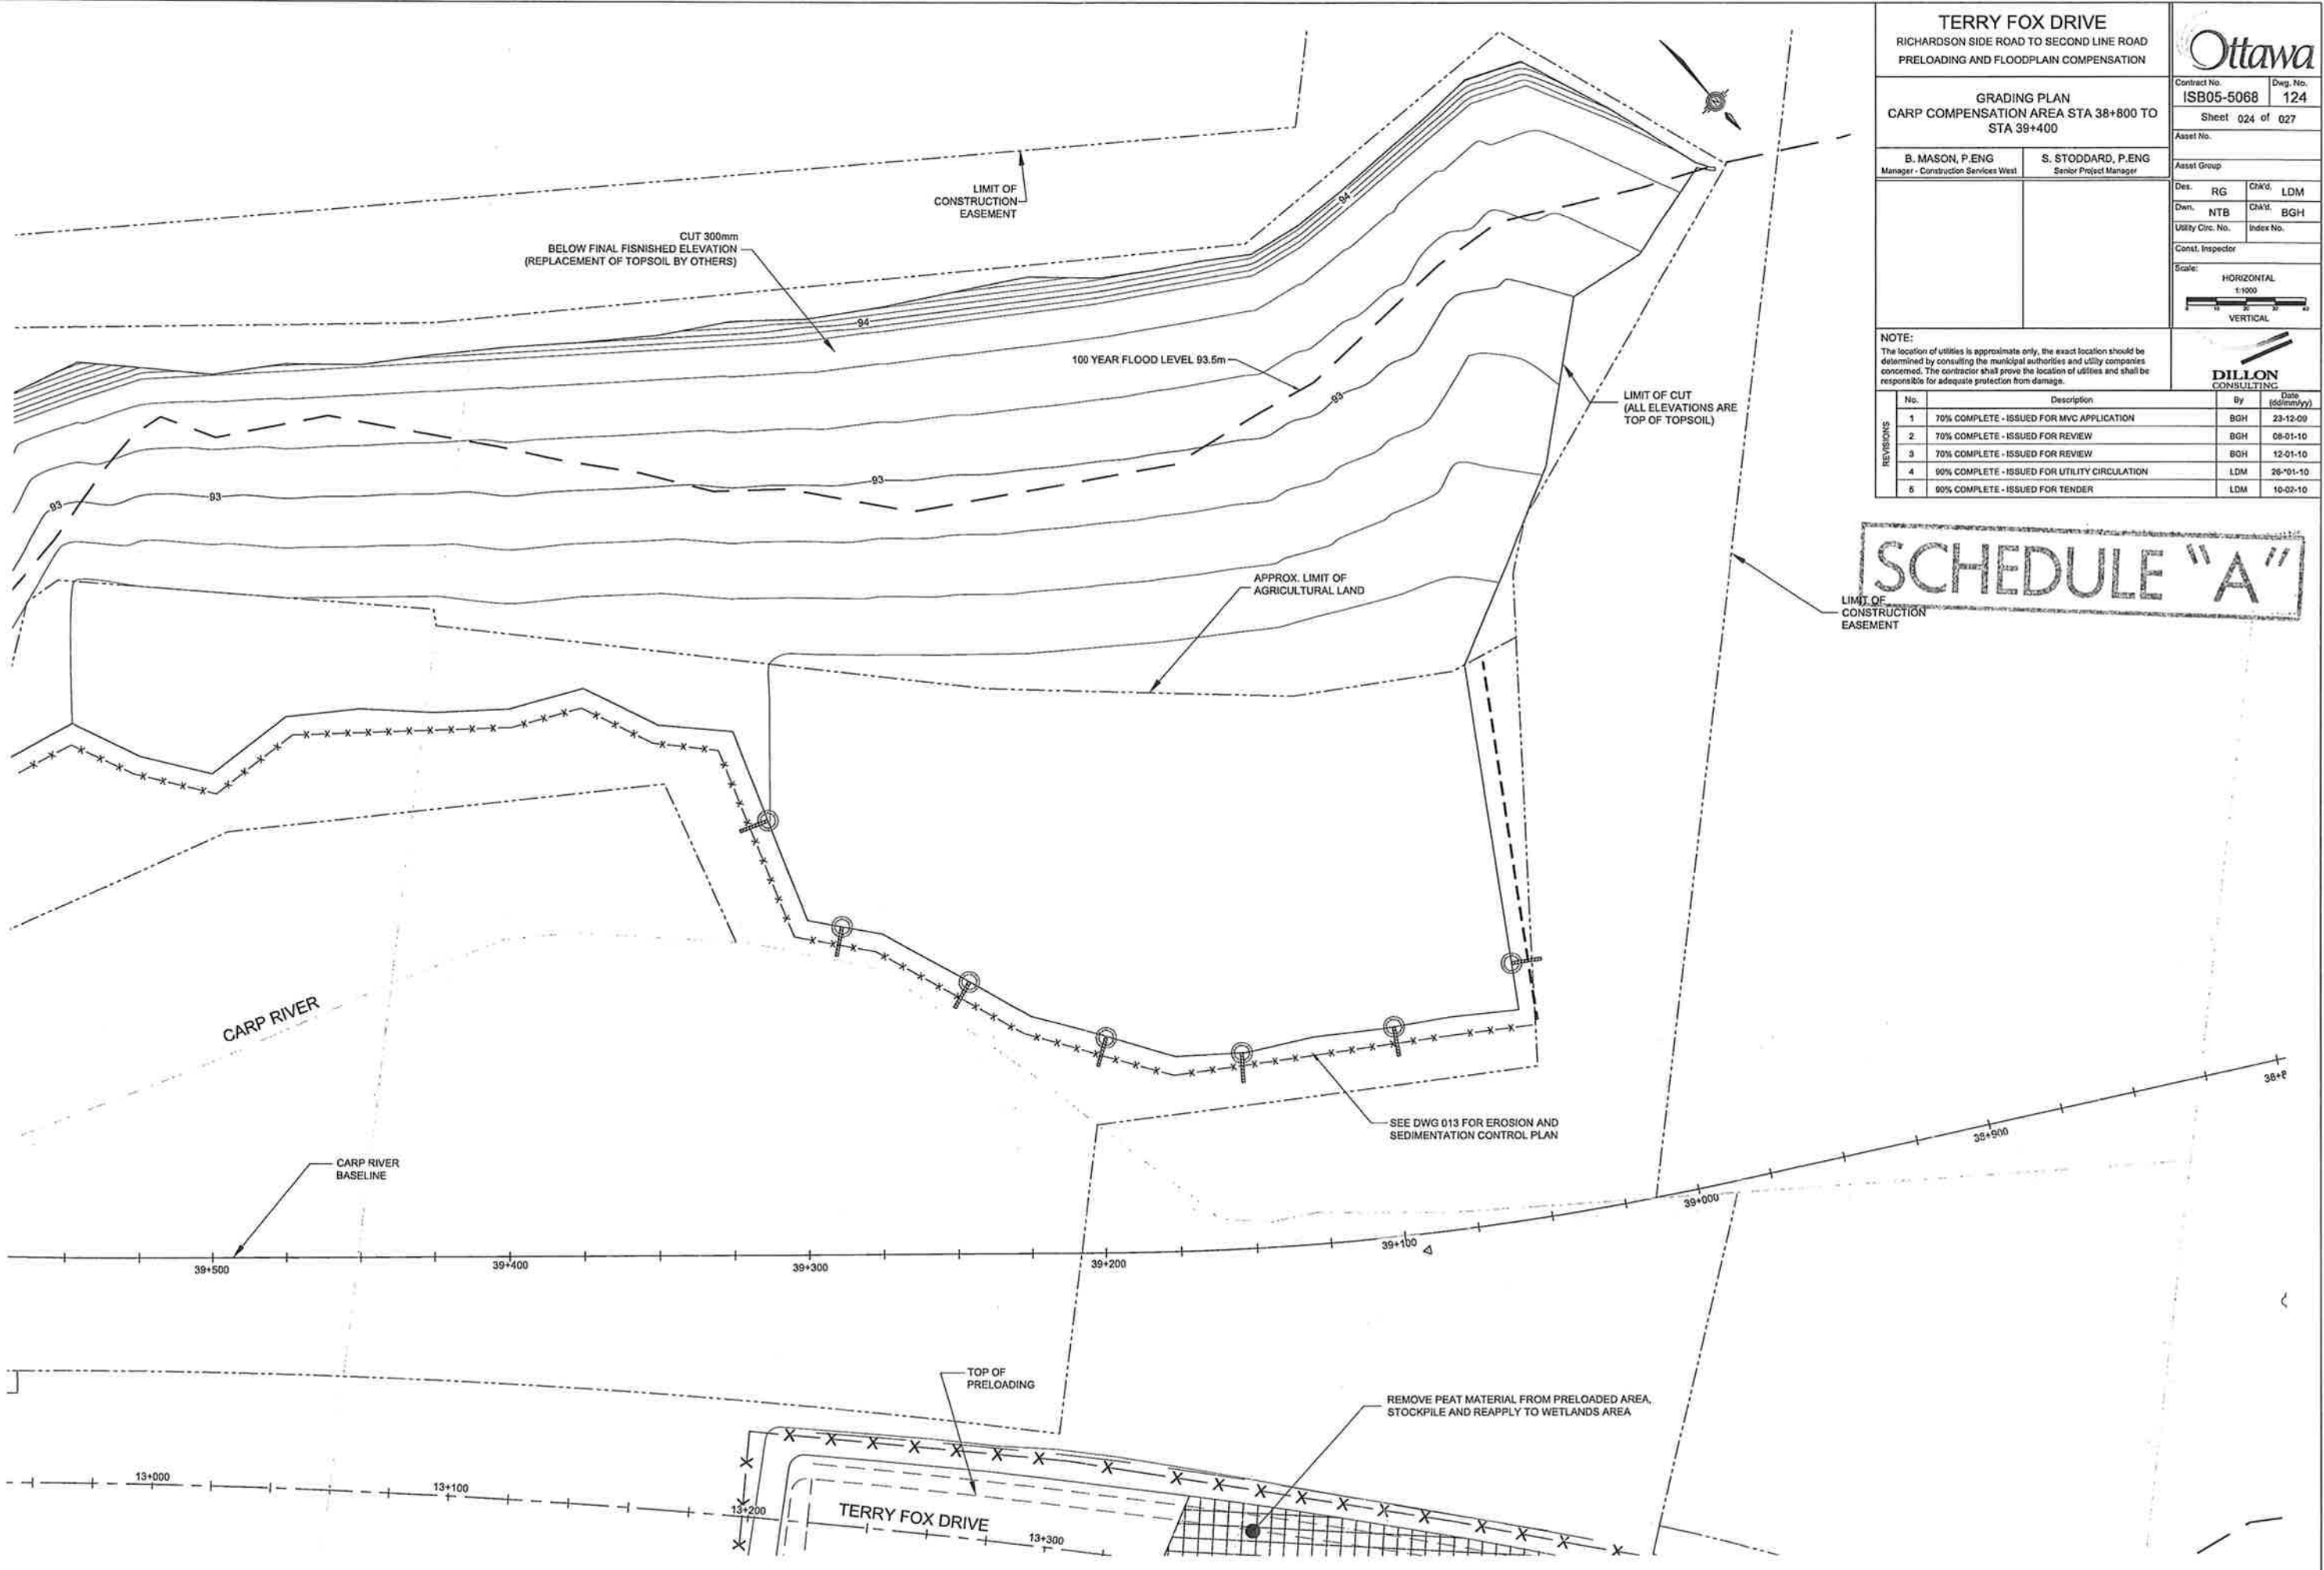 TERRY FOX DRIVE
RICHARDSON SIDE ROAD TO SECOND LINE ROAD
PRELOADING AND FLOODPLAIN COMPENSATION
Ottawa
Contract No.
ISB05-5068
Dwg. No.
124
Sheet 024 of 027
GRADING PLAN
CARP COMPENSATION AREA STA 38+800 TO
STA 39+400
Asset No.
Asset Group
B. MASON, P.ENG
Manager - Construction Services West
S. STODDARD, P.ENG
Senior Project Manager
Des. RG
Chk'd. LDM
Dwn. NTB
Chk'd. BGH
Utility Circ. No.
Index No.
Const. Inspector
Scale:
HORIZONTAL
1:1000
VERTICAL
NOTE:
The location of utilities is approximate only, the exact location should be
determined by consulting the municipal authorities and utility companies
concerned. The contractor shall prove the location of utilities and shall be
responsible for adequate protection from damage.
DILLON
CONSULTING
REVISIONS
No. Description By Date (dd/mm/yy)
1 70% COMPLETE - ISSUED FOR MVC APPLICATION BGH 23-12-09
2 70% COMPLETE - ISSUED FOR REVIEW BGH 08-01-10
3 70% COMPLETE - ISSUED FOR REVIEW BGH 12-01-10
4 90% COMPLETE - ISSUED FOR UTILITY CIRCULATION LDM 26-*01-10
5 90% COMPLETE - ISSUED FOR TENDER LDM 10-02-10
SCHEDULE "A"
LIMIT OF
CONSTRUCTION
EASEMENT
CUT 300mm
BELOW FINAL FISNISHED ELEVATION
(REPLACEMENT OF TOPSOIL BY OTHERS)
94
94
100 YEAR FLOOD LEVEL 93.5m
93
LIMIT OF CUT
(ALL ELEVATIONS ARE
TOP OF TOPSOIL)
93
93
93
APPROX. LIMIT OF
AGRICULTURAL LAND
LIMIT OF
CONSTRUCTION
EASEMENT
CARP RIVER
SEE DWG 013 FOR EROSION AND
SEDIMENTATION CONTROL PLAN
CARP RIVER
BASELINE
39+500
39+400
39+300
39+200
39+100
39+000
38+900
TOP OF
PRELOADING
REMOVE PEAT MATERIAL FROM PRELOADED AREA,
STOCKPILE AND REAPPLY TO WETLANDS AREA
13+000
13+100
13+200
TERRY FOX DRIVE
13+300